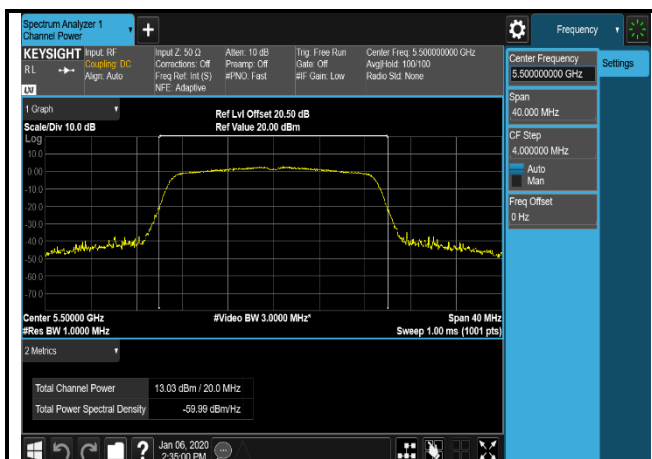 Spectrum Analyzer 1
Channel Power
+
Frequency
KEYSIGHT
RL
LXI
Input: RF
Coupling: DC
Align: Auto
Input Z: 50 Ω
Corrections: Off
Freq Ref: Int (S)
NFE: Adaptive
Atten: 10 dB
Preamp: Off
#PNO: Fast
Trig: Free Run
Gate: Off
#IF Gain: Low
Center Freq: 5.500000000 GHz
Avg|Hold: 100/100
Radio Std: None
Center Frequency
5.500000000 GHz
Settings
Span
40.000 MHz
CF Step
4.000000 MHz
Auto
Man
Freq Offset
0 Hz
1 Graph
Scale/Div 10.0 dB
Ref Lvl Offset 20.50 dB
Ref Value 20.00 dBm
Log
10.0
0.00
-10.0
-20.0
-30.0
-40.0
-50.0
-60.0
-70.0
Center 5.50000 GHz
#Res BW 1.0000 MHz
#Video BW 3.0000 MHz*
Span 40 MHz
Sweep 1.00 ms (1001 pts)
2 Metrics
Total Channel Power 13.03 dBm / 20.0 MHz
Total Power Spectral Density -59.99 dBm/Hz
?
Jan 06, 2020
2:35:00 PM